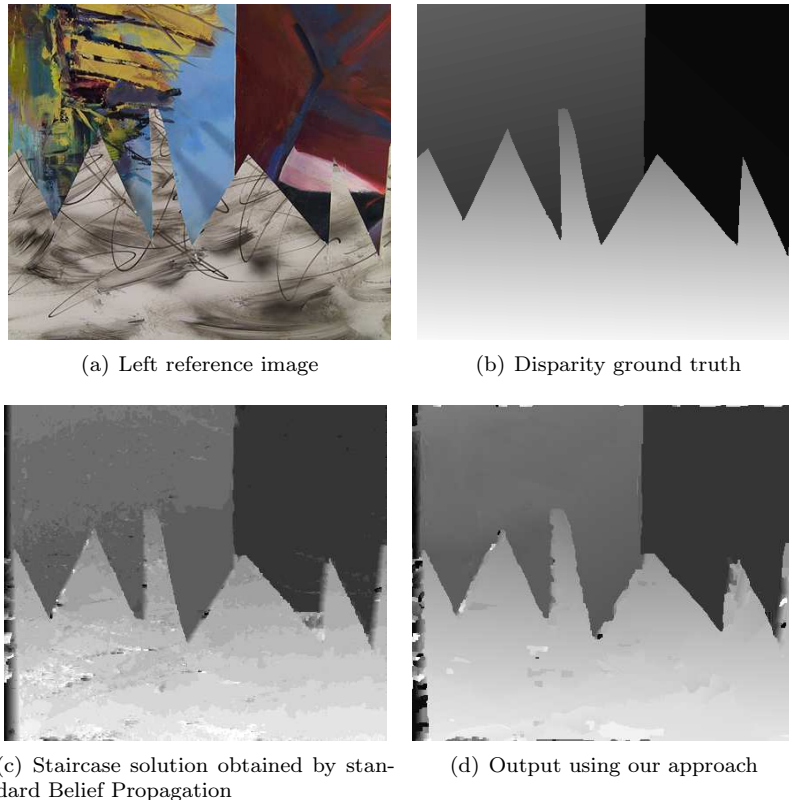 (a) Left reference image
(b) Disparity ground truth
(c) Staircase solution obtained by stan-
dard Belief Propagation
(d) Output using our approach